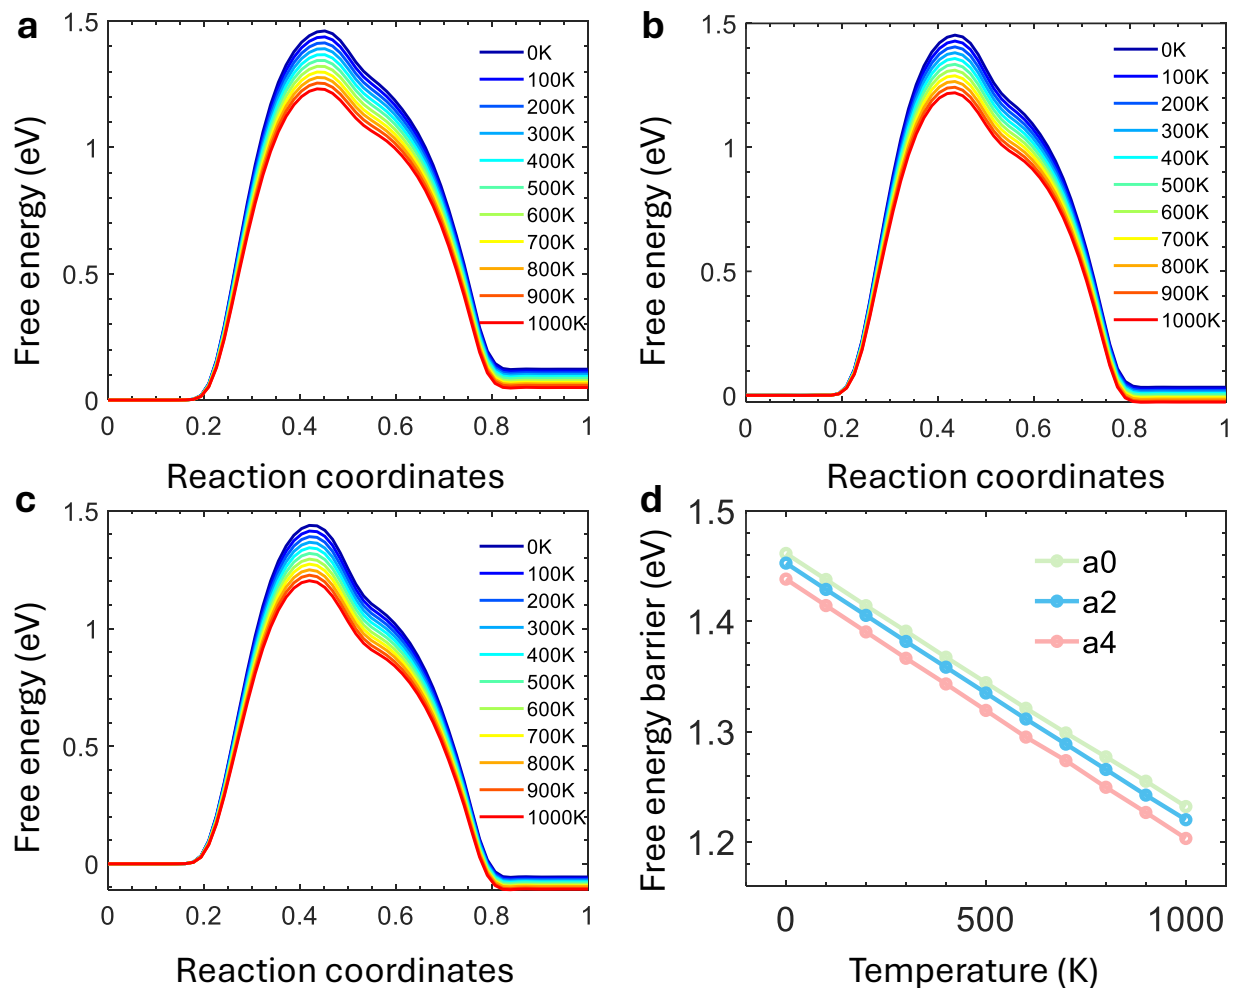 a
1.5
1
0.5
0
Free energy (eV)
0K
100K
200K
300K
400K
500K
600K
700K
800K
900K
1000K
0 0.2 0.4 0.6 0.8 1
Reaction coordinates
b
1.5
1
0.5
0
Free energy (eV)
0K
100K
200K
300K
400K
500K
600K
700K
800K
900K
1000K
0 0.2 0.4 0.6 0.8 1
Reaction coordinates
c
1.5
1
0.5
0
Free energy (eV)
0K
100K
200K
300K
400K
500K
600K
700K
800K
900K
1000K
0 0.2 0.4 0.6 0.8 1
Reaction coordinates
d
1.5
1.4
1.3
1.2
Free energy barrier (eV)
a0
a2
a4
0 500 1000
Temperature (K)